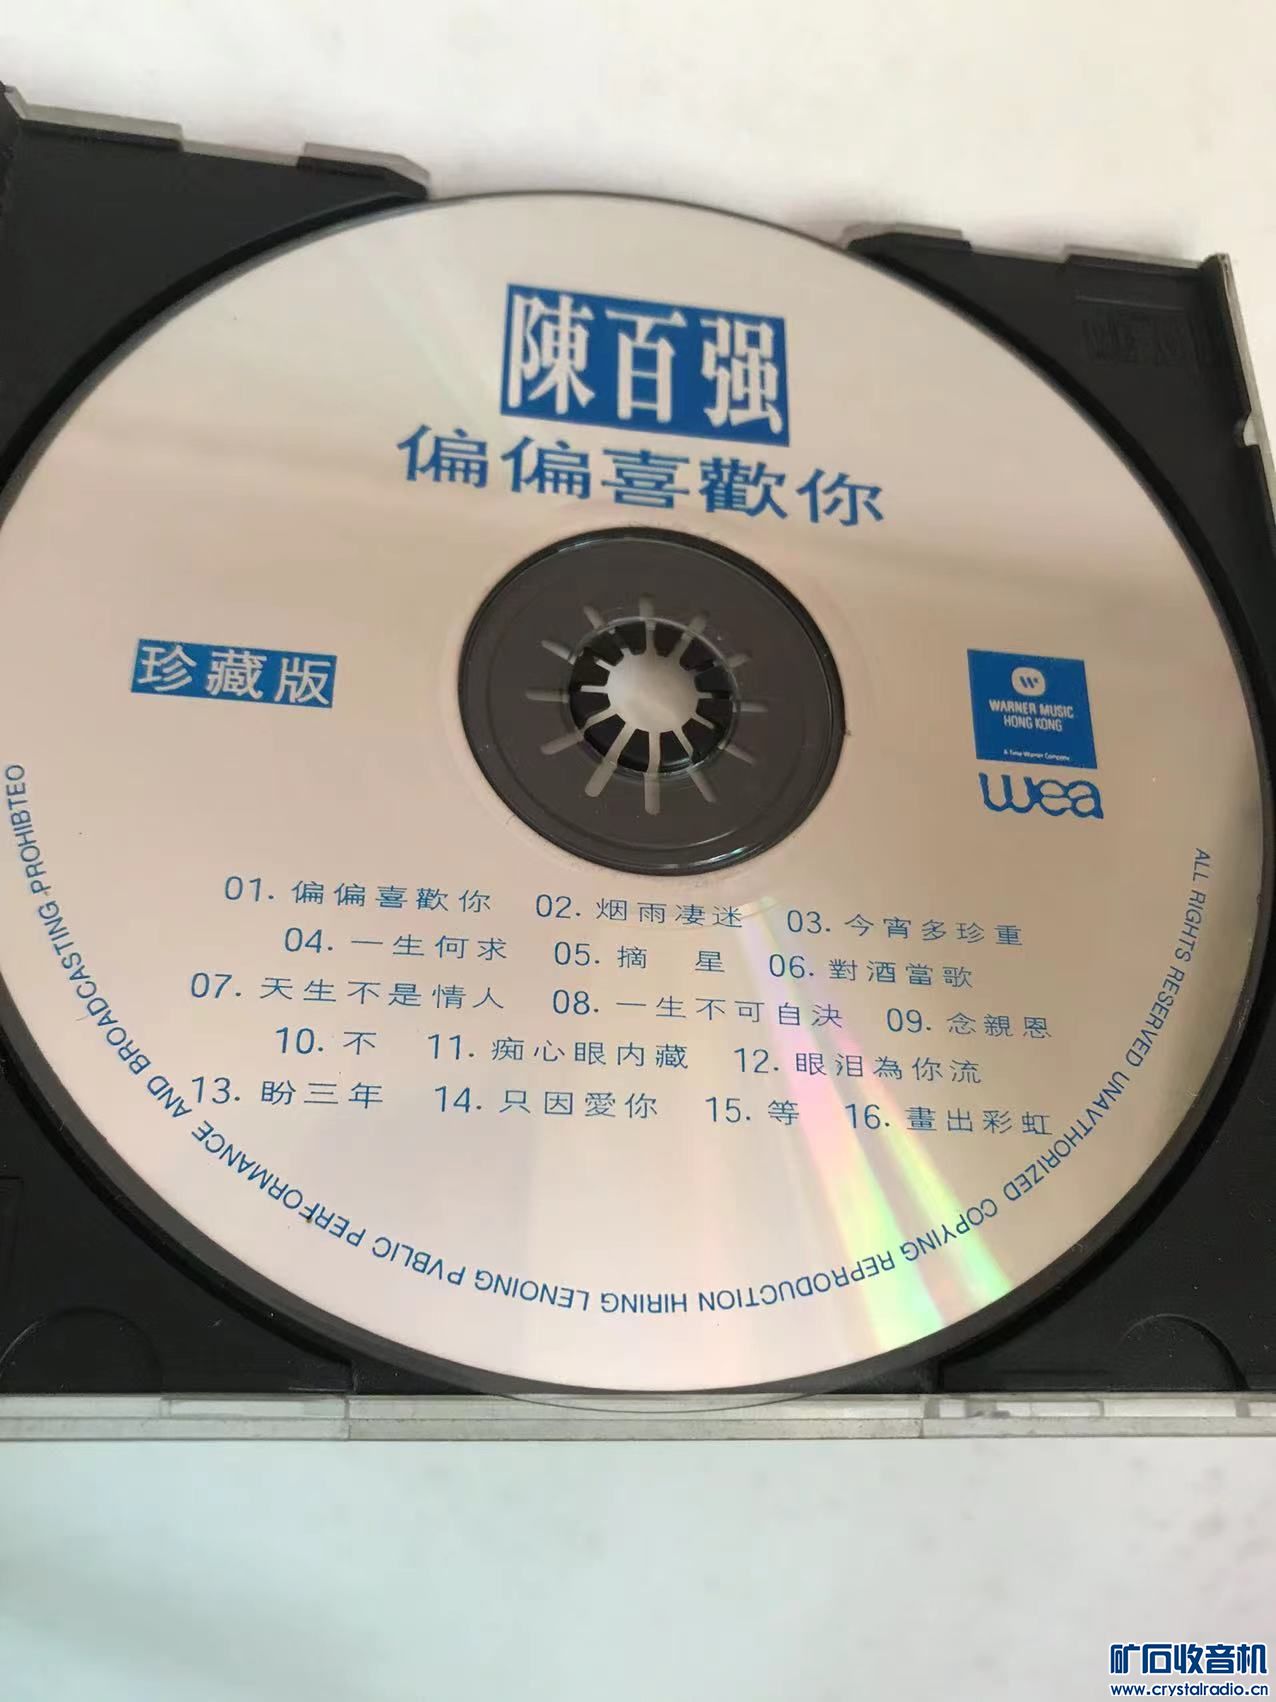 陳百强
偏偏喜歡你
珍藏版
WARNER MUSIC
HONG KONG
A Time Warner Company
wea
01. 偏偏喜歡你 02. 烟雨凄迷 03. 今宵多珍重
04. 一生何求 05. 摘 星 06. 對酒當歌
07. 天生不是情人 08. 一生不可自決 09. 念親恩
10. 不 11. 痴心眼内藏 12. 眼泪為你流
13. 盼三年 14. 只因愛你 15. 等 16. 畫出彩虹
ALL RIGHTS RESERVED UNAVTHORIZED COPYING REPRODUCTION HIRING LENOING PVBLIC PERFORMANCE AND BROADCASTING PROHIBTEO
矿石收音机
www.crystalradio.cn